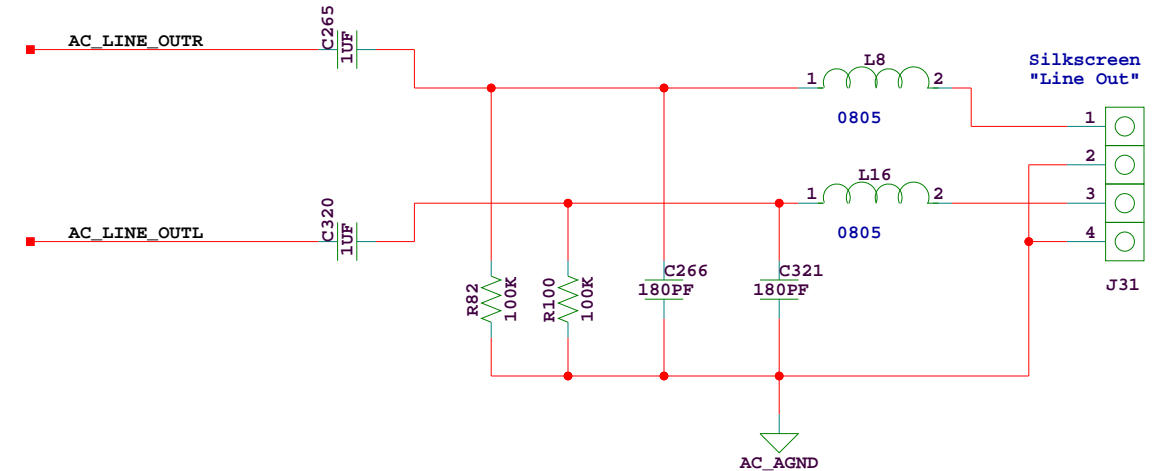 AC_LINE_OUTR
C265
1UF
L8
1
2
0805
Silkscreen
"Line Out"
1
2
3
4
J31
L16
1
2
0805
AC_LINE_OUTL
C320
1UF
R82
100K
R100
100K
C266
180PF
C321
180PF
AC_AGND